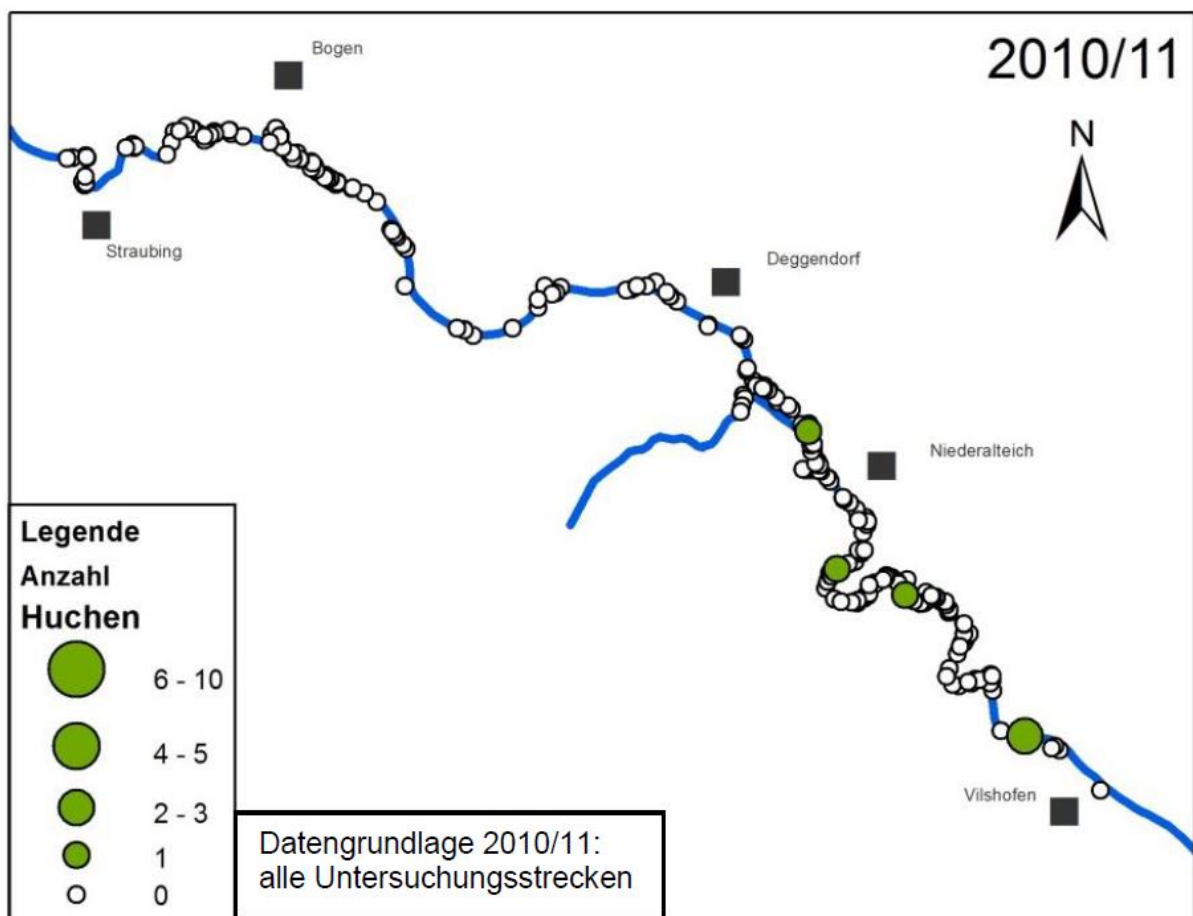 Bogen
2010/11
N
Straubing
Deggendorf
Niederalteich
Legende
Anzahl
Huchen
6 - 10
4 - 5
2 - 3
1
0
Vilshofen
Datengrundlage 2010/11:
alle Untersuchungsstrecken